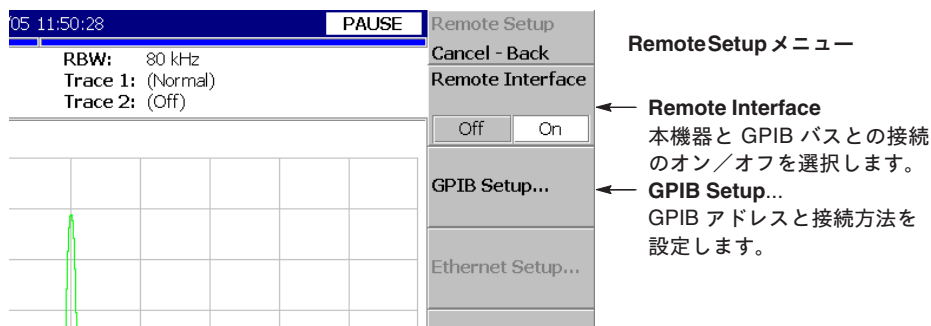 /05 11:50:28
PAUSE
RBW: 80 kHz
Trace 1: (Normal)
Trace 2: (Off)
Remote Setup
Cancel - Back
Remote Interface
Off On
GPIB Setup...
Ethernet Setup...
Remote Setup メニュー
Remote Interface
本機器と GPIB バスとの接続
のオン／オフを選択します。
GPIB Setup...
GPIB アドレスと接続方法を
設定します。